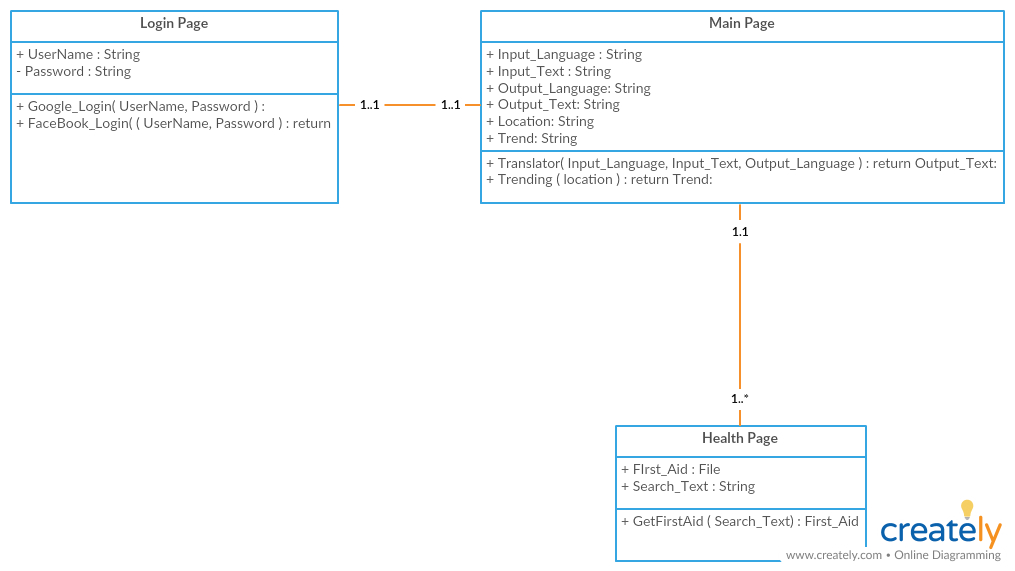 Login Page
+ UserName : String
- Password : String
+ Google_Login( UserName, Password ) :
+ FaceBook_Login( ( UserName, Password ) : return
1..1
1..1
Main Page
+ Input_Language : String
+ Input_Text : String
+ Output_Language: String
+ Output_Text: String
+ Location: String
+ Trend: String
+ Translator( Input_Language, Input_Text, Output_Language ) : return Output_Text:
+ Trending ( location ) : return Trend:
1.1
1..*
Health Page
+ FIrst_Aid : File
+ Search_Text : String
+ GetFirstAid ( Search_Text) : First_Aid
creately
www.creately.com • Online Diagramming